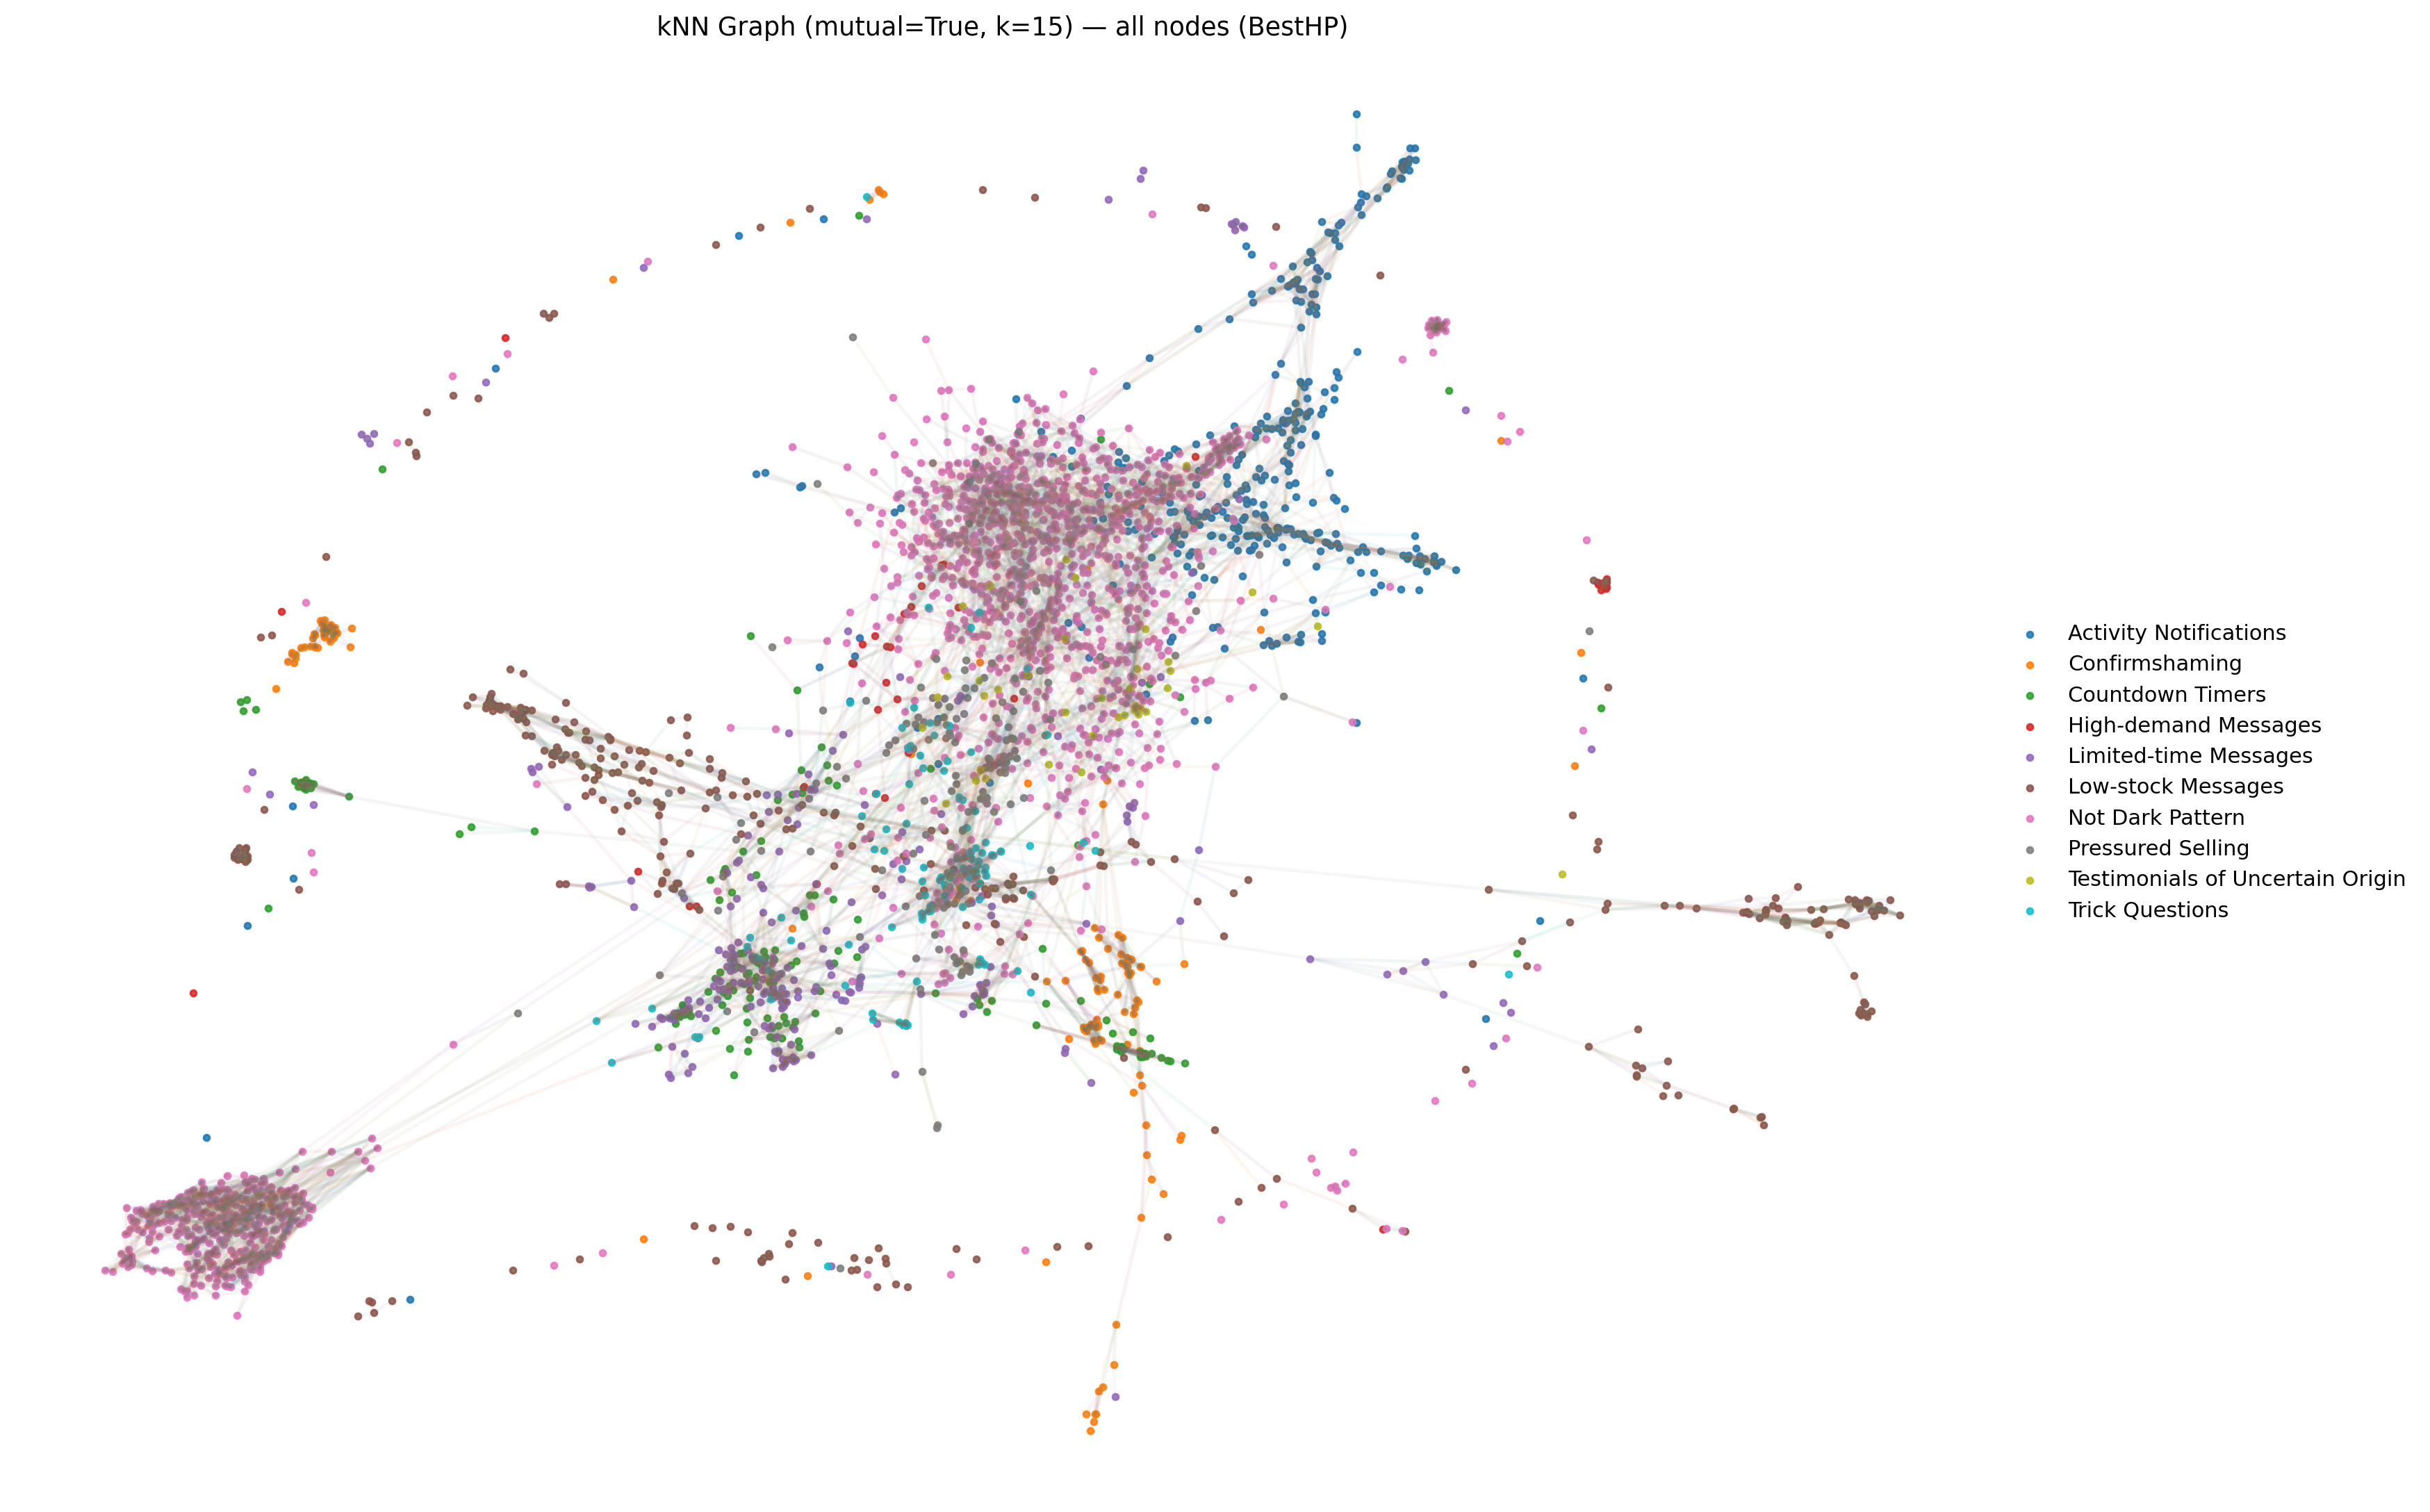 kNN Graph (mutual=True, k=15) — all nodes (BestHP)
Activity Notifications
Confirmshaming
Countdown Timers
High-demand Messages
Limited-time Messages
Low-stock Messages
Not Dark Pattern
Pressured Selling
Testimonials of Uncertain Origin
Trick Questions